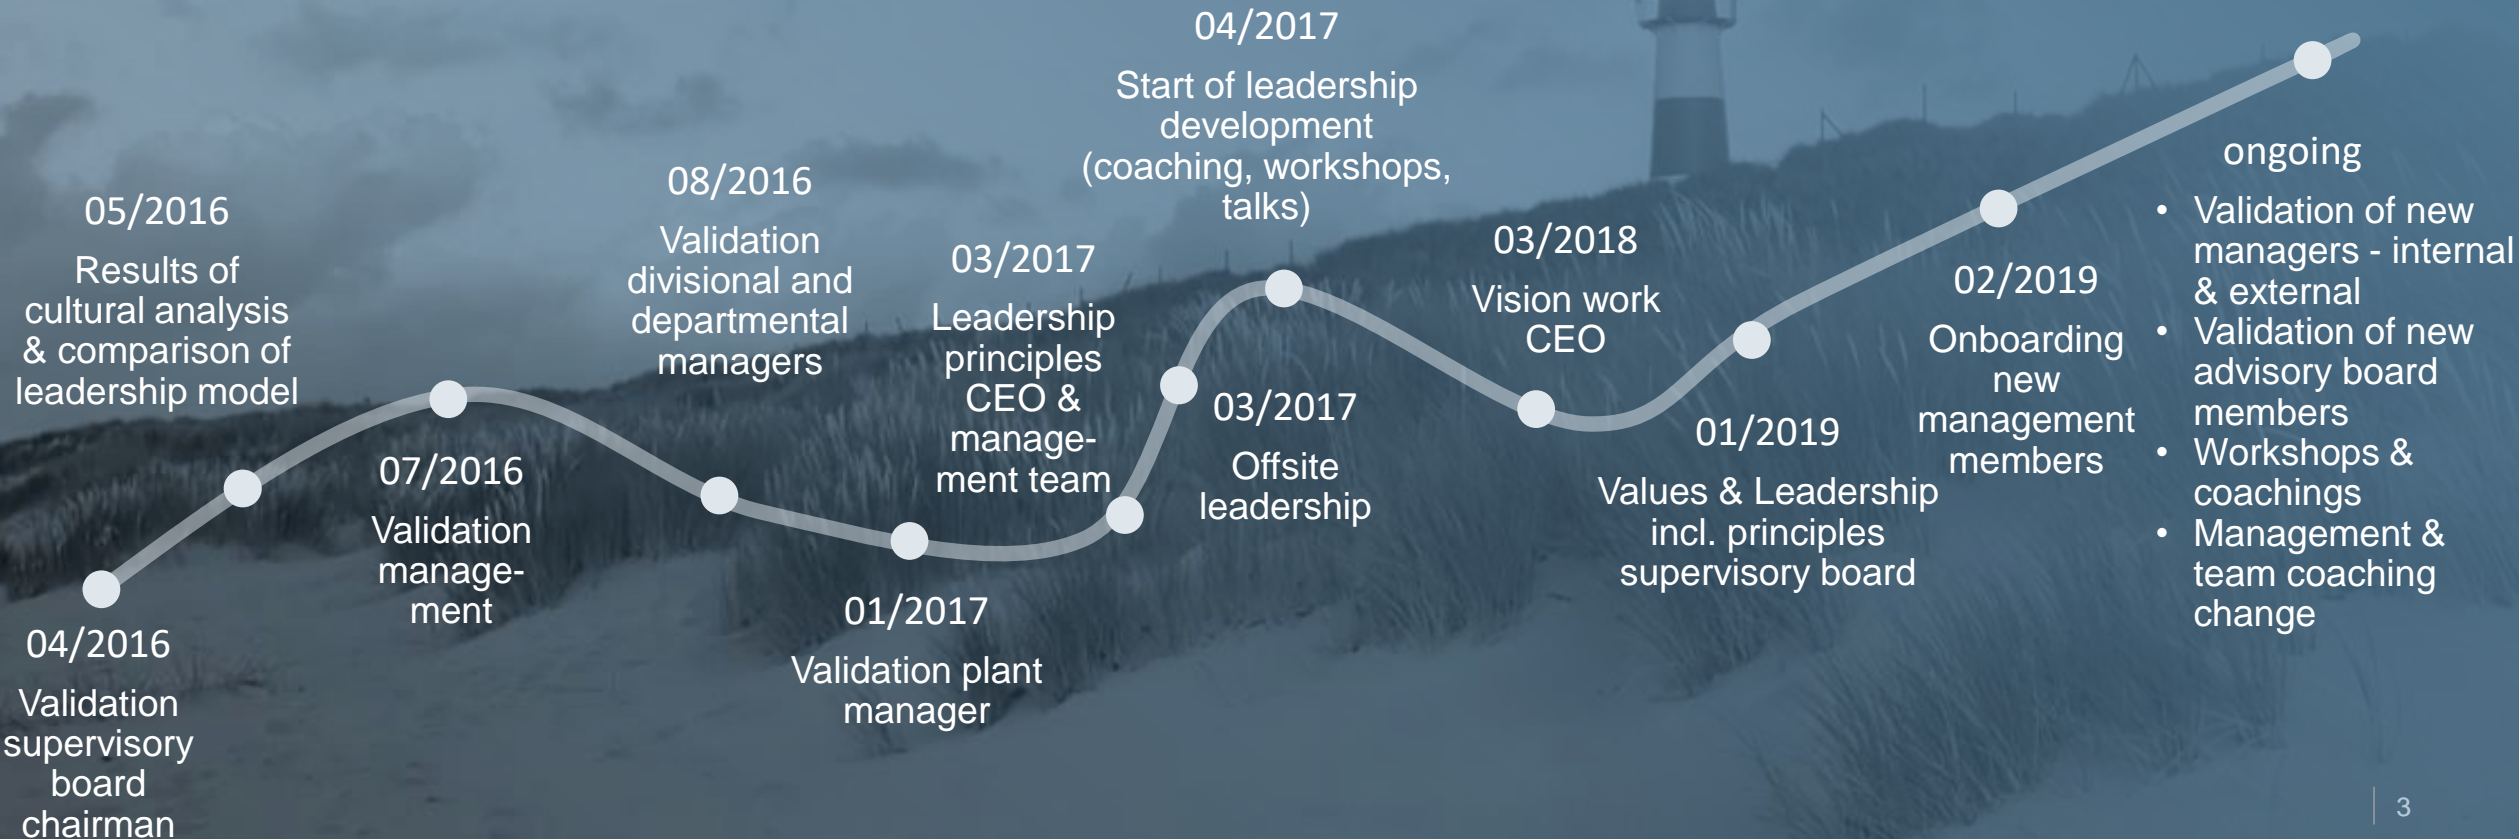 04/2016
Validation
supervisory
board
chairman
05/2016
Results of
cultural analysis
& comparison of
leadership model
07/2016
Validation
manage-
ment
08/2016
Validation
divisional and
departmental
managers
01/2017
Validation plant
manager
03/2017
Leadership
principles
CEO &
manage-
ment team
03/2017
Offsite
leadership
04/2017
Start of leadership
development
(coaching, workshops,
talks)
03/2018
Vision work
CEO
01/2019
Values & Leadership
incl. principles
supervisory board
02/2019
Onboarding
new
management
members
ongoing
• Validation of new
managers - internal
& external
• Validation of new
advisory board
members
• Workshops &
coachings
• Management &
team coaching
change
3